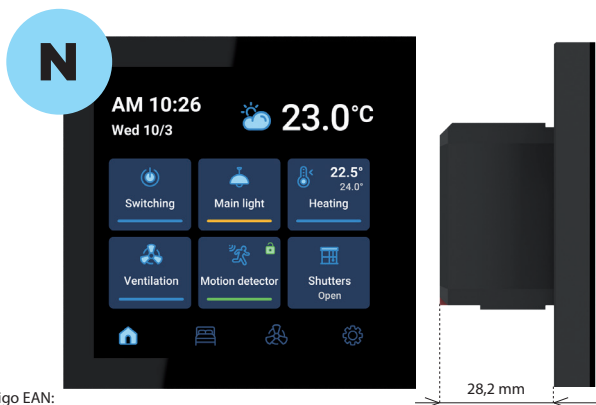 N
AM 10:26
Wed 10/3
23.0°C
Switching
Main light
22.5°
24.0°
Heating
Ventilation
Motion detector
Shutters
Open
28,2 mm
igo EAN: